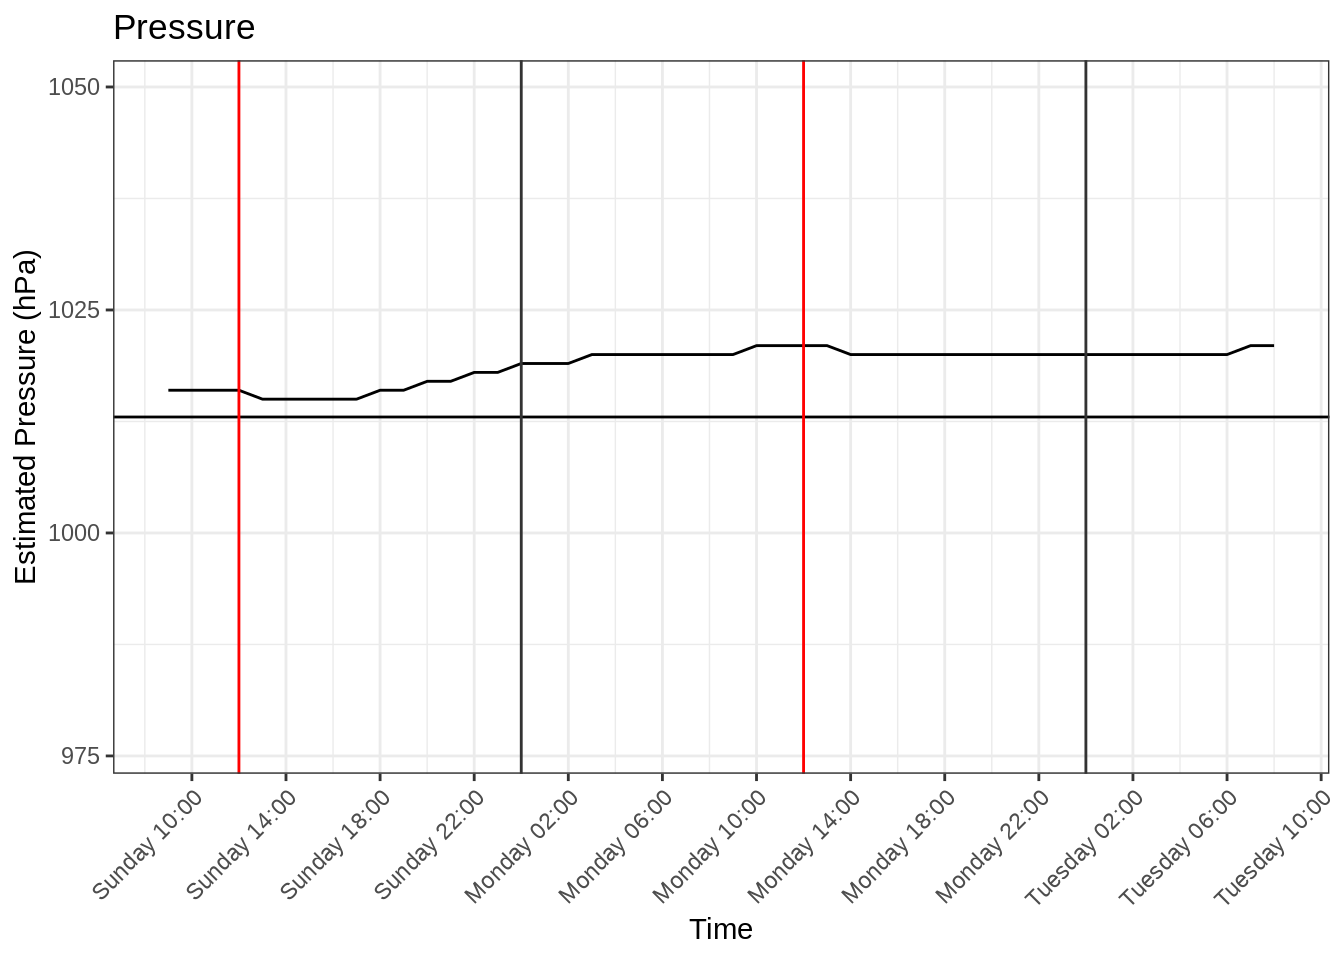 Pressure
Estimated Pressure (hPa)
1050
1025
1000
975
Sunday 10:00
Sunday 14:00
Sunday 18:00
Sunday 22:00
Monday 02:00
Monday 06:00
Monday 10:00
Monday 14:00
Monday 18:00
Monday 22:00
Tuesday 02:00
Tuesday 06:00
Tuesday 10:00
Time